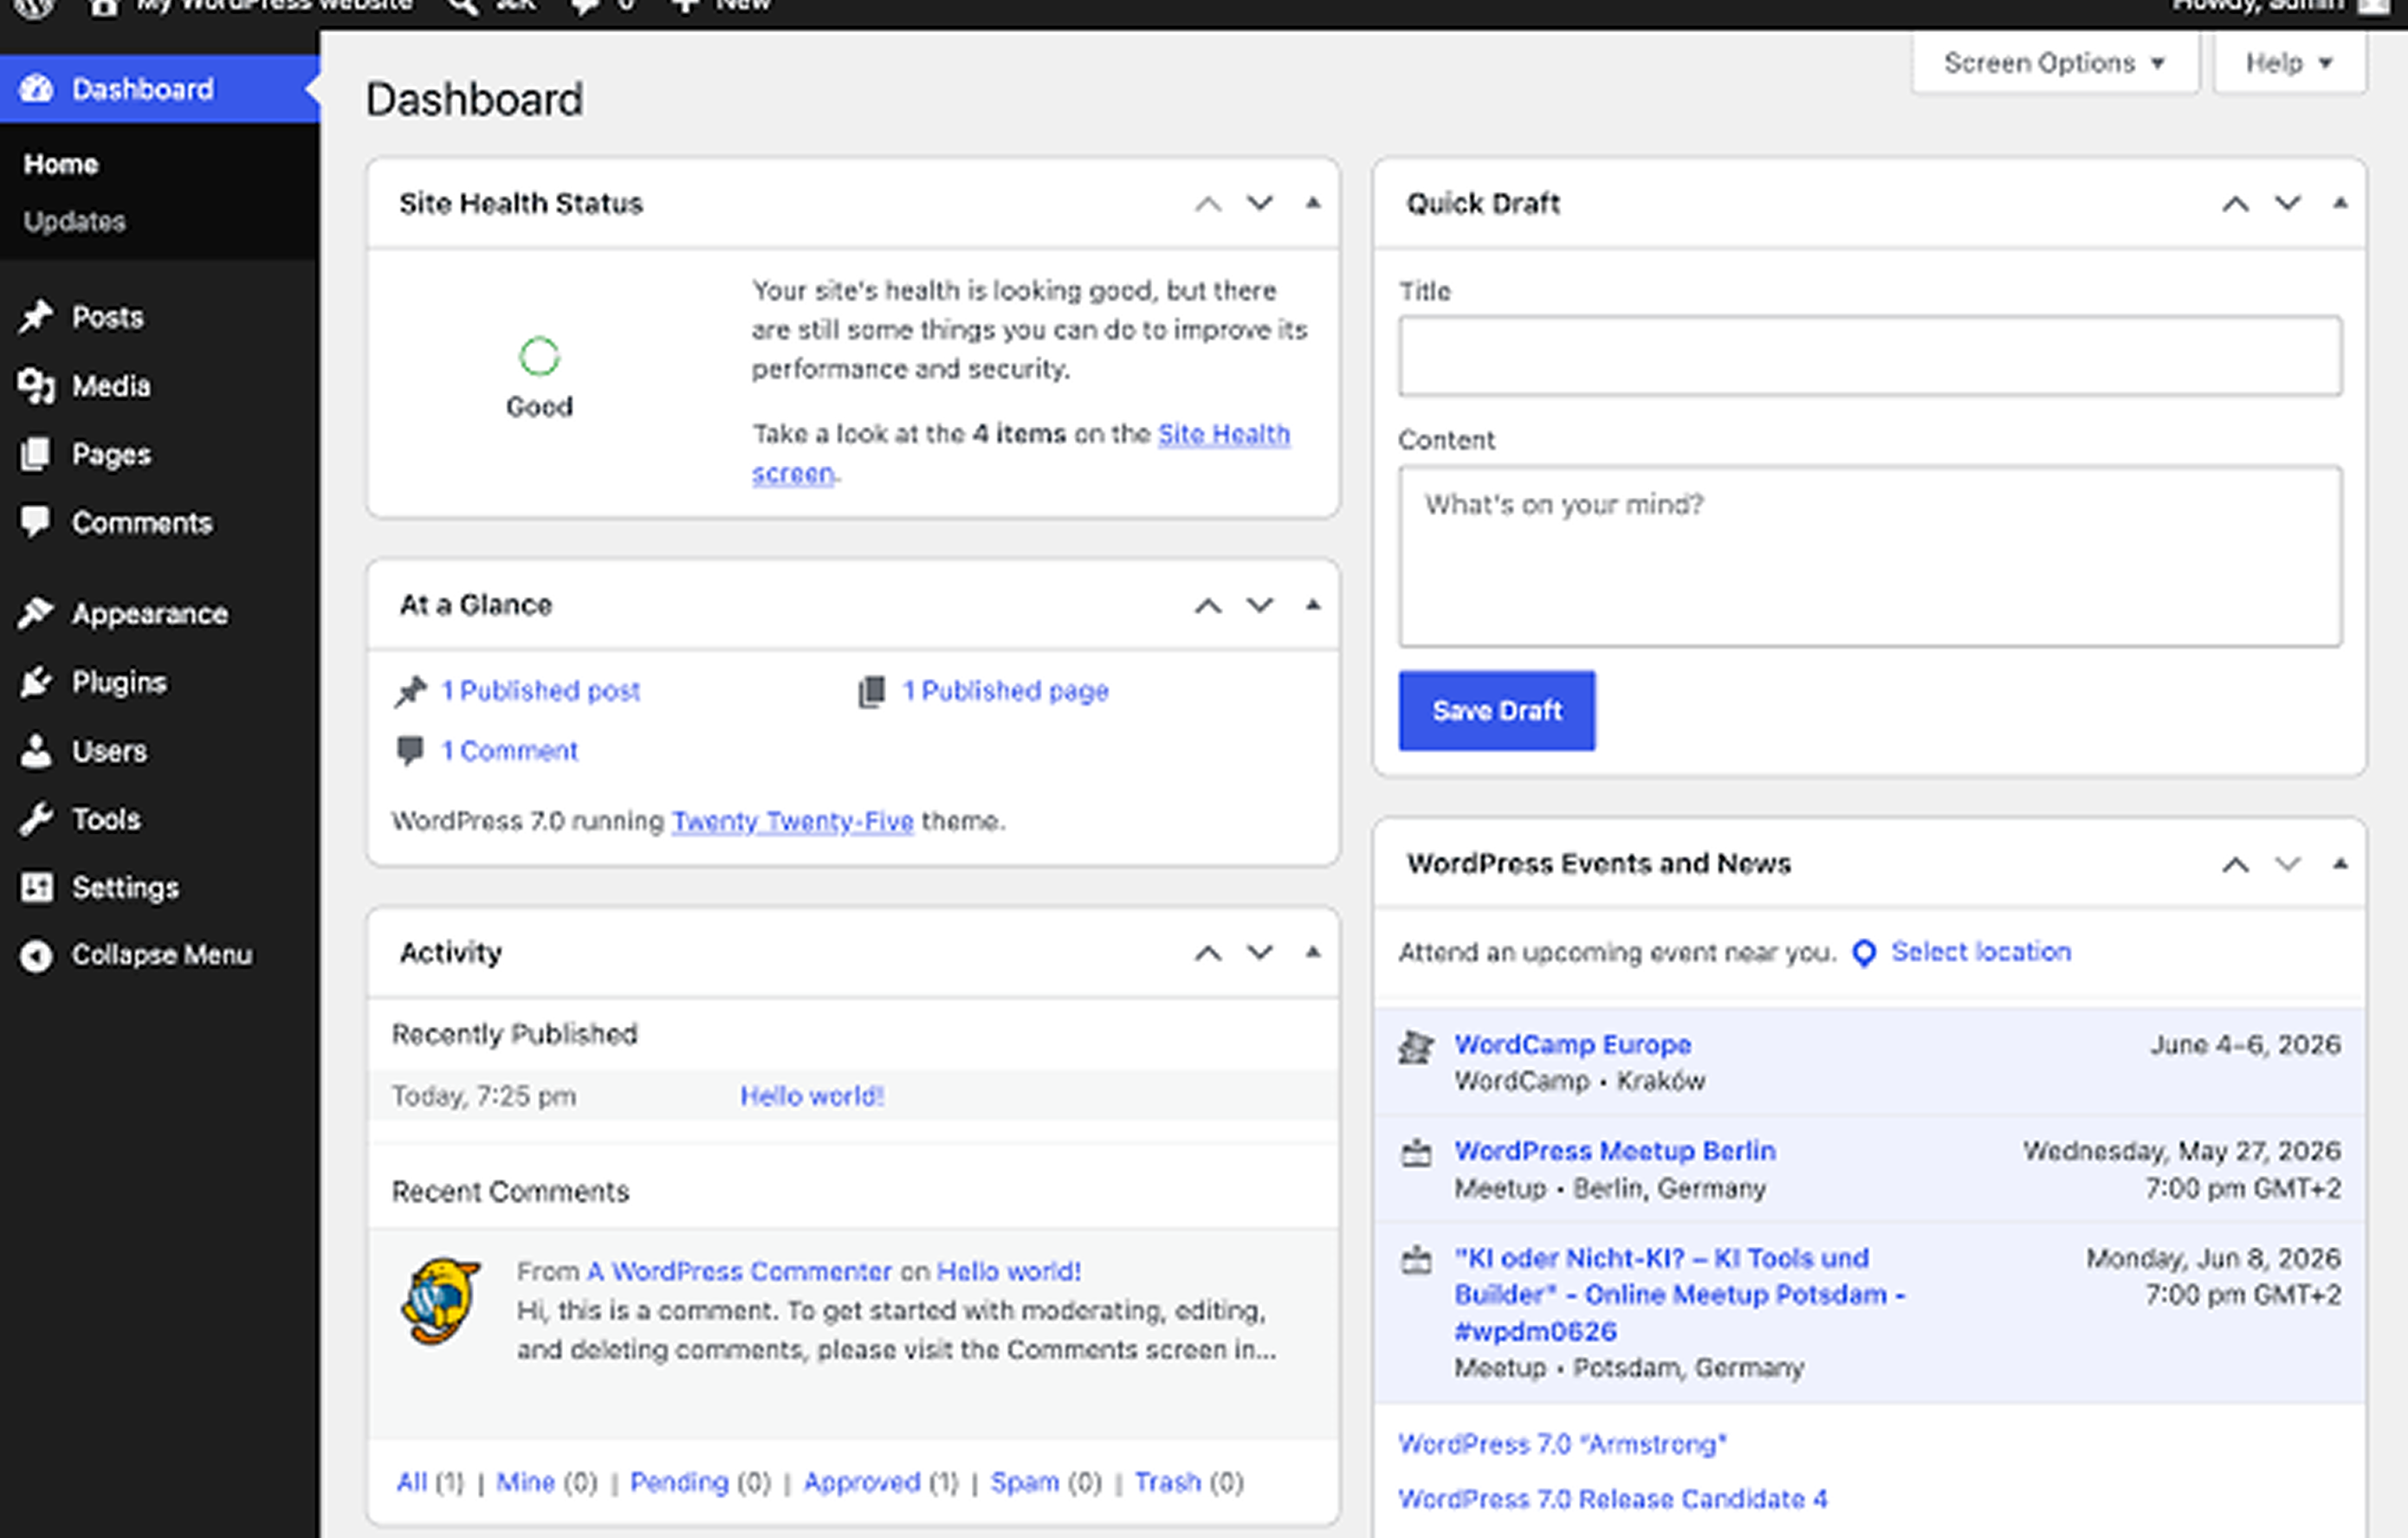 My WordPress Website
⌘K
0
New
Howdy, admin
Screen Options
Help
Dashboard
Home
Updates
Posts
Media
Pages
Comments
Appearance
Plugins
Users
Tools
Settings
Collapse Menu
Dashboard
Site Health Status
Good
Your site's health is looking good, but there
are still some things you can do to improve its
performance and security.
Take a look at the 4 items on the Site Health
screen.
At a Glance
1 Published post
1 Published page
1 Comment
WordPress 7.0 running Twenty Twenty-Five theme.
Activity
Recently Published
Today, 7:25 pm Hello world!
Recent Comments
From A WordPress Commenter on Hello world!
Hi, this is a comment. To get started with moderating, editing,
and deleting comments, please visit the Comments screen in...
All (1) | Mine (0) | Pending (0) | Approved (1) | Spam (0) | Trash (0)
Quick Draft
Title
Content
What's on your mind?
Save Draft
WordPress Events and News
Attend an upcoming event near you. Select location
WordCamp Europe June 4–6, 2026
WordCamp • Kraków
WordPress Meetup Berlin Wednesday, May 27, 2026
Meetup • Berlin, Germany 7:00 pm GMT+2
"KI oder Nicht-KI? – KI Tools und Monday, Jun 8, 2026
Builder" - Online Meetup Potsdam - 7:00 pm GMT+2
#wpdm0626
Meetup • Potsdam, Germany
WordPress 7.0 "Armstrong"
WordPress 7.0 Release Candidate 4